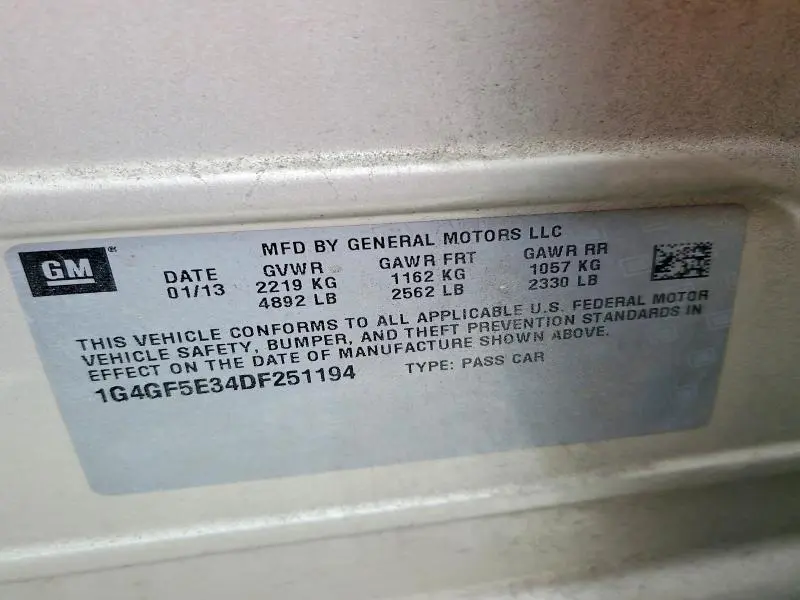 GM®
MFD BY GENERAL MOTORS LLC
DATE GVWR GAWR FRT GAWR RR
01/13 2219 KG 1162 KG 1057 KG
4892 LB 2562 LB 2330 LB
THIS VEHICLE CONFORMS TO ALL APPLICABLE U.S. FEDERAL MOTOR
VEHICLE SAFETY, BUMPER, AND THEFT PREVENTION STANDARDS IN
EFFECT ON THE DATE OF MANUFACTURE SHOWN ABOVE.
1G4GF5E34DF251194 TYPE: PASS CAR